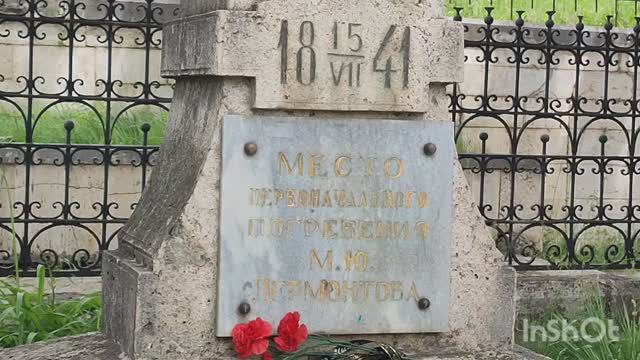 18 15/VII 41
МЕСТО
ПЕРВОНАЧАЛЬНОГО
ПОГРЕБЕНИЯ
М.Ю.
ЛЕРМОНТОВА
InShOt